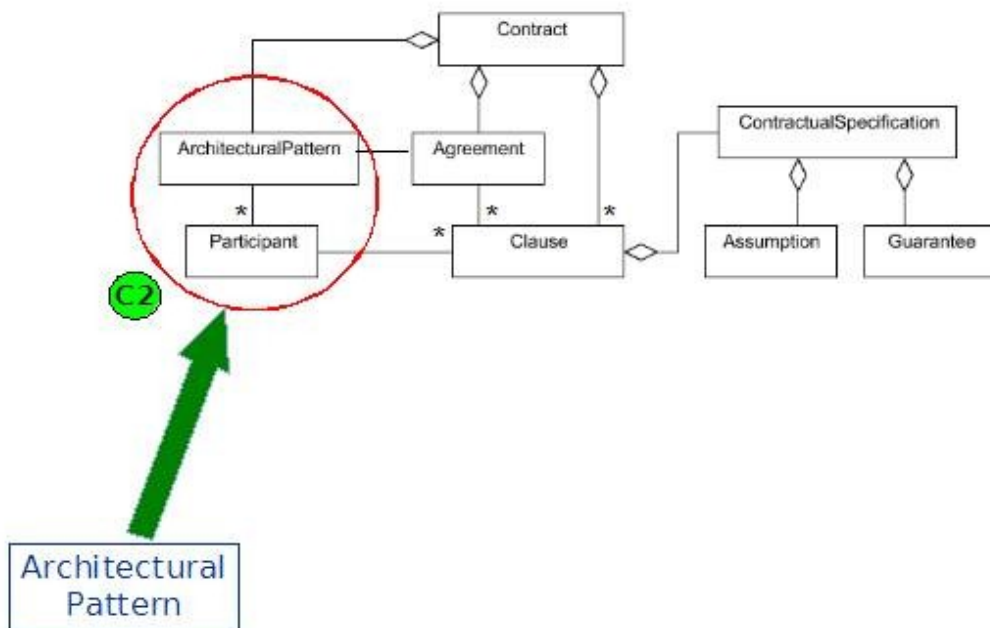 Contract
ContractualSpecification
ArchitecturalPattern
Agreement
*
*
*
*
Participant
Clause
Assumption
Guarantee
C2
Architectural
Pattern